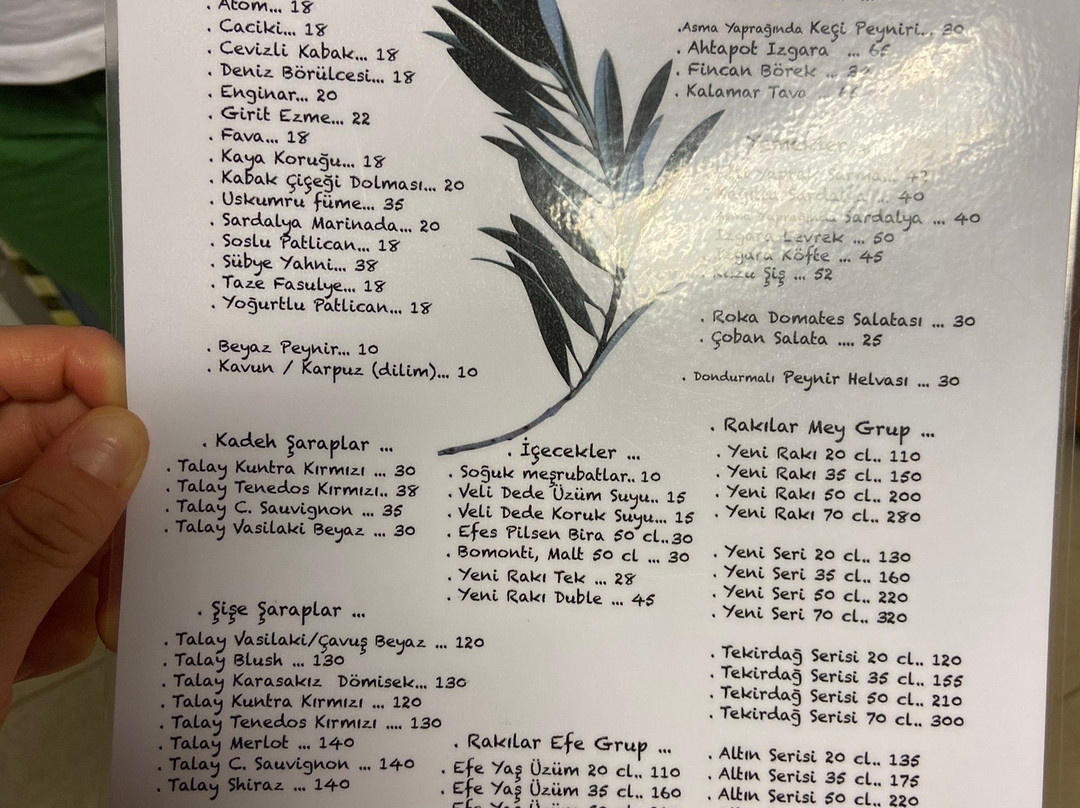 . Atom... 18
. Caciki... 18
. Cevizli Kabak... 18
. Deniz Börülcesi... 18
. Enginar... 20
. Girit Ezme... 22
. Fava... 18
. Kaya Koruğu... 18
. Kabak Çiçeği Dolması... 20
. Uskumru füme... 35
. Sardalya Marinada... 20
. Soslu Patlıcan... 18
. Sübye Yahni... 38
. Taze Fasulye... 18
. Yoğurtlu Patlıcan... 18
. Beyaz Peynir... 10
. Kavun / Karpuz (dilim)... 10
.Asma Yaprağında Keçi Peyniri..
. Ahtapot Izgara ...
. Fincan Börek ...
. Kalamar Tava ...
Yemekler
Sarma...
Sardalya ... 40
Asma Yaprağında Sardalya ... 40
Izgara Levrek ... 50
Izgara Köfte ... 45
Kuzu Şiş ... 52
. Roka Domates Salatası ... 30
. Çoban Salata .... 25
. Dondurmalı Peynir Helvası ... 30
. Kadeh Şaraplar ...
. Talay Kuntra Kırmızı ... 30
. Talay Tenedos Kırmızı.. 38
. Talay C. Sauvignon ... 35
. Talay Vasilaki Beyaz ... 30
. İçecekler ...
. Soğuk meşrubatlar.. 10
. Veli Dede Üzüm Suyu.. 15
. Veli Dede Koruk Suyu... 15
. Efes Pilsen Bira 50 cl..30
. Bomonti, Malt 50 cl ... 30
. Yeni Rakı Tek ... 28
. Yeni Rakı Duble ... 45
. Rakılar Mey Grup ...
. Yeni Rakı 20 cl.. 110
. Yeni Rakı 35 cl.. 150
. Yeni Rakı 50 cl.. 200
. Yeni Rakı 70 cl.. 280
. Yeni Seri 20 cl.. 130
. Yeni Seri 35 cl.. 160
. Yeni Seri 50 cl.. 220
. Yeni Seri 70 cl.. 320
. Tekirdağ Serisi 20 cl.. 120
. Tekirdağ Serisi 35 cl.. 155
. Tekirdağ Serisi 50 cl.. 210
. Tekirdağ Serisi 70 cl.. 300
. Altın Serisi 20 cl.. 135
. Altın Serisi 35 cl.. 175
. Altın Serisi 50 cl.. 220
. Şişe Şaraplar ...
. Talay Vasilaki/Çavuş Beyaz ... 120
. Talay Blush ... 130
. Talay Karasakız Dömisek... 130
. Talay Kuntra Kırmızı ... 120
. Talay Tenedos Kırmızı .... 130
. Talay Merlot ... 140
. Talay C. Sauvignon ... 140
. Talay Shiraz ... 140
. Rakılar Efe Grup ...
. Efe Yaş Üzüm 20 cl.. 110
. Efe Yaş Üzüm 35 cl.. 160